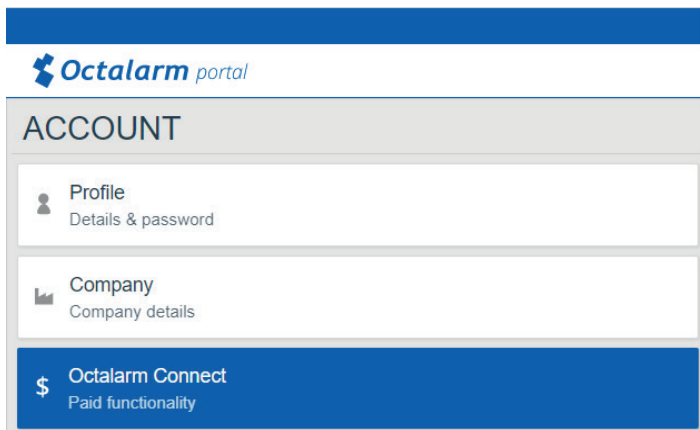 Octalarm portal
ACCOUNT
Profile
Details & password
Company
Company details
$ Octalarm Connect
Paid functionality